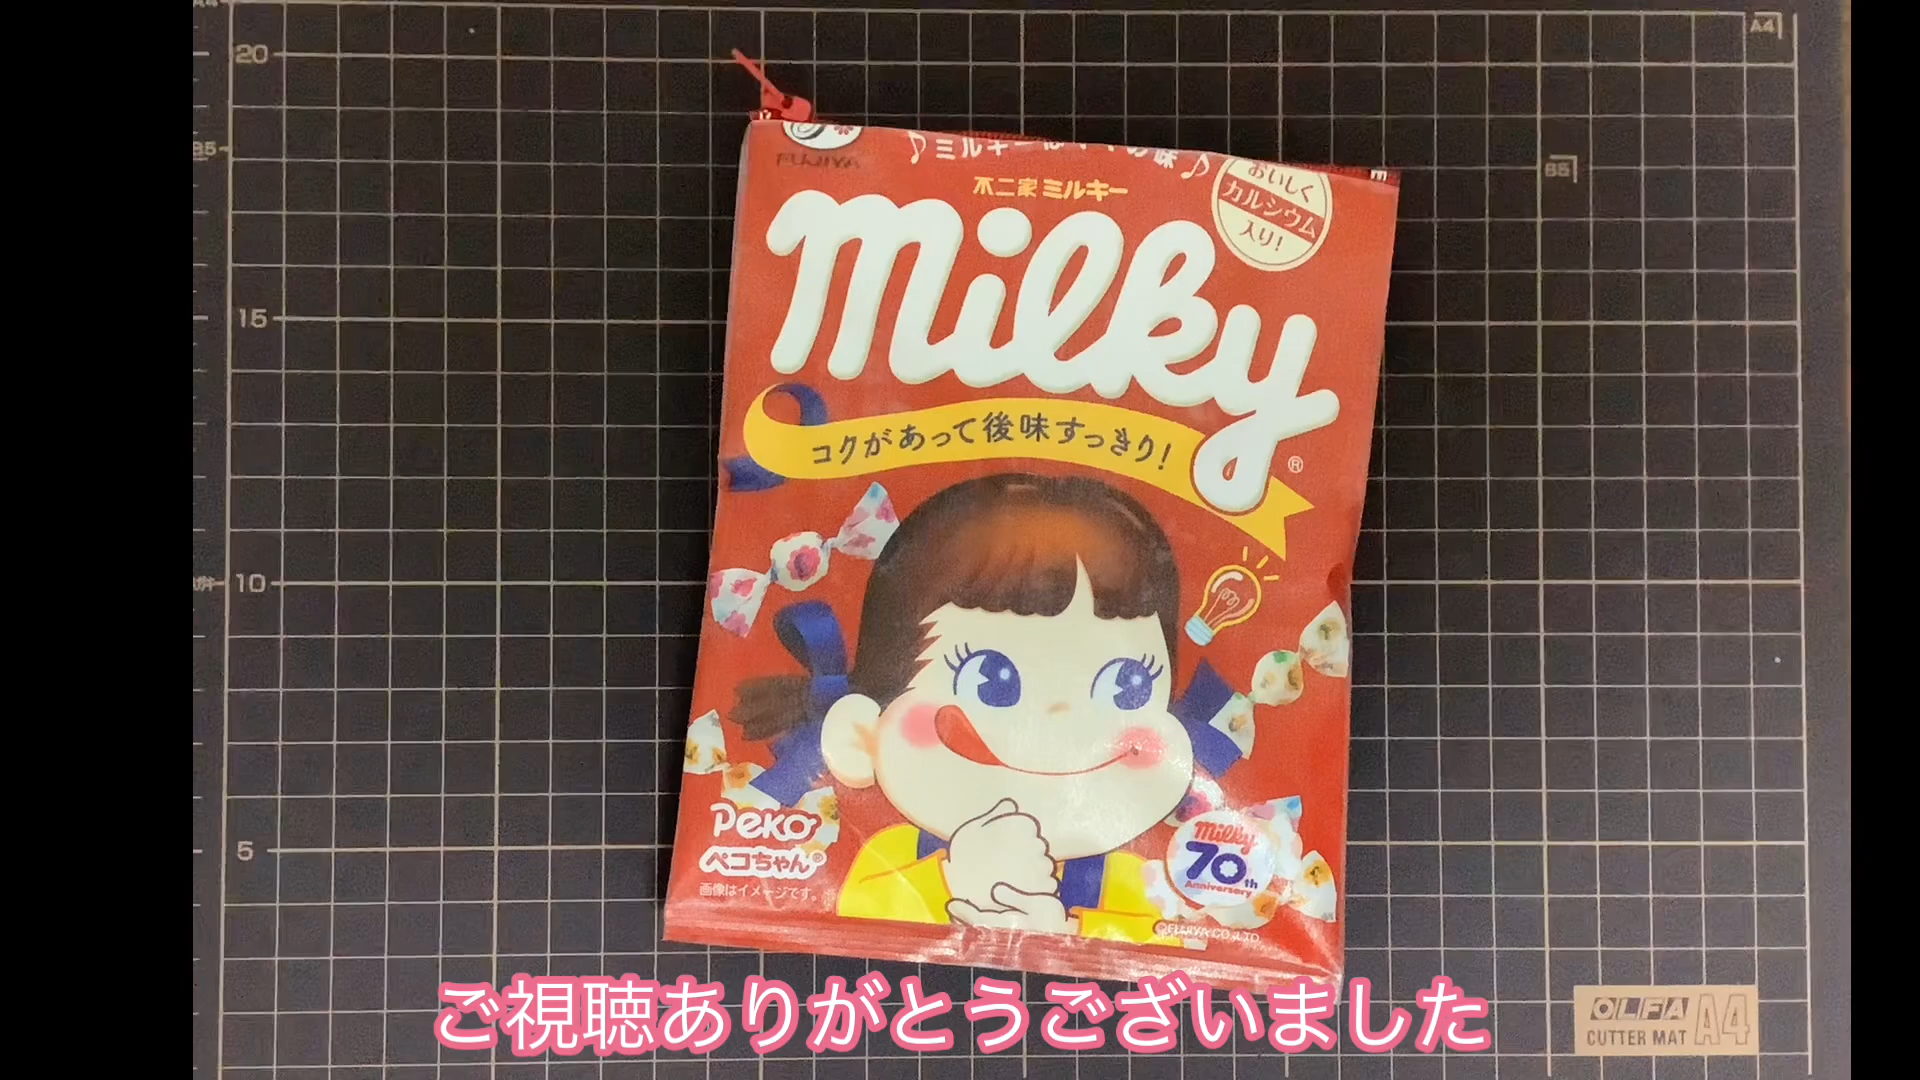 A4
20
B5
B5
15
10
5
FUJIYA
♪ミルキーはママの味♪
不二家 ミルキー
milky
®
おいしく
カルシウム
入り!
コクがあって後味すっきり!
Peko
ペコちゃん®
画像はイメージです。
milky
70th
Anniversary
©FUJIYA CO.,LTD.
ご視聴ありがとうございました
OLFA
CUTTER MAT A4